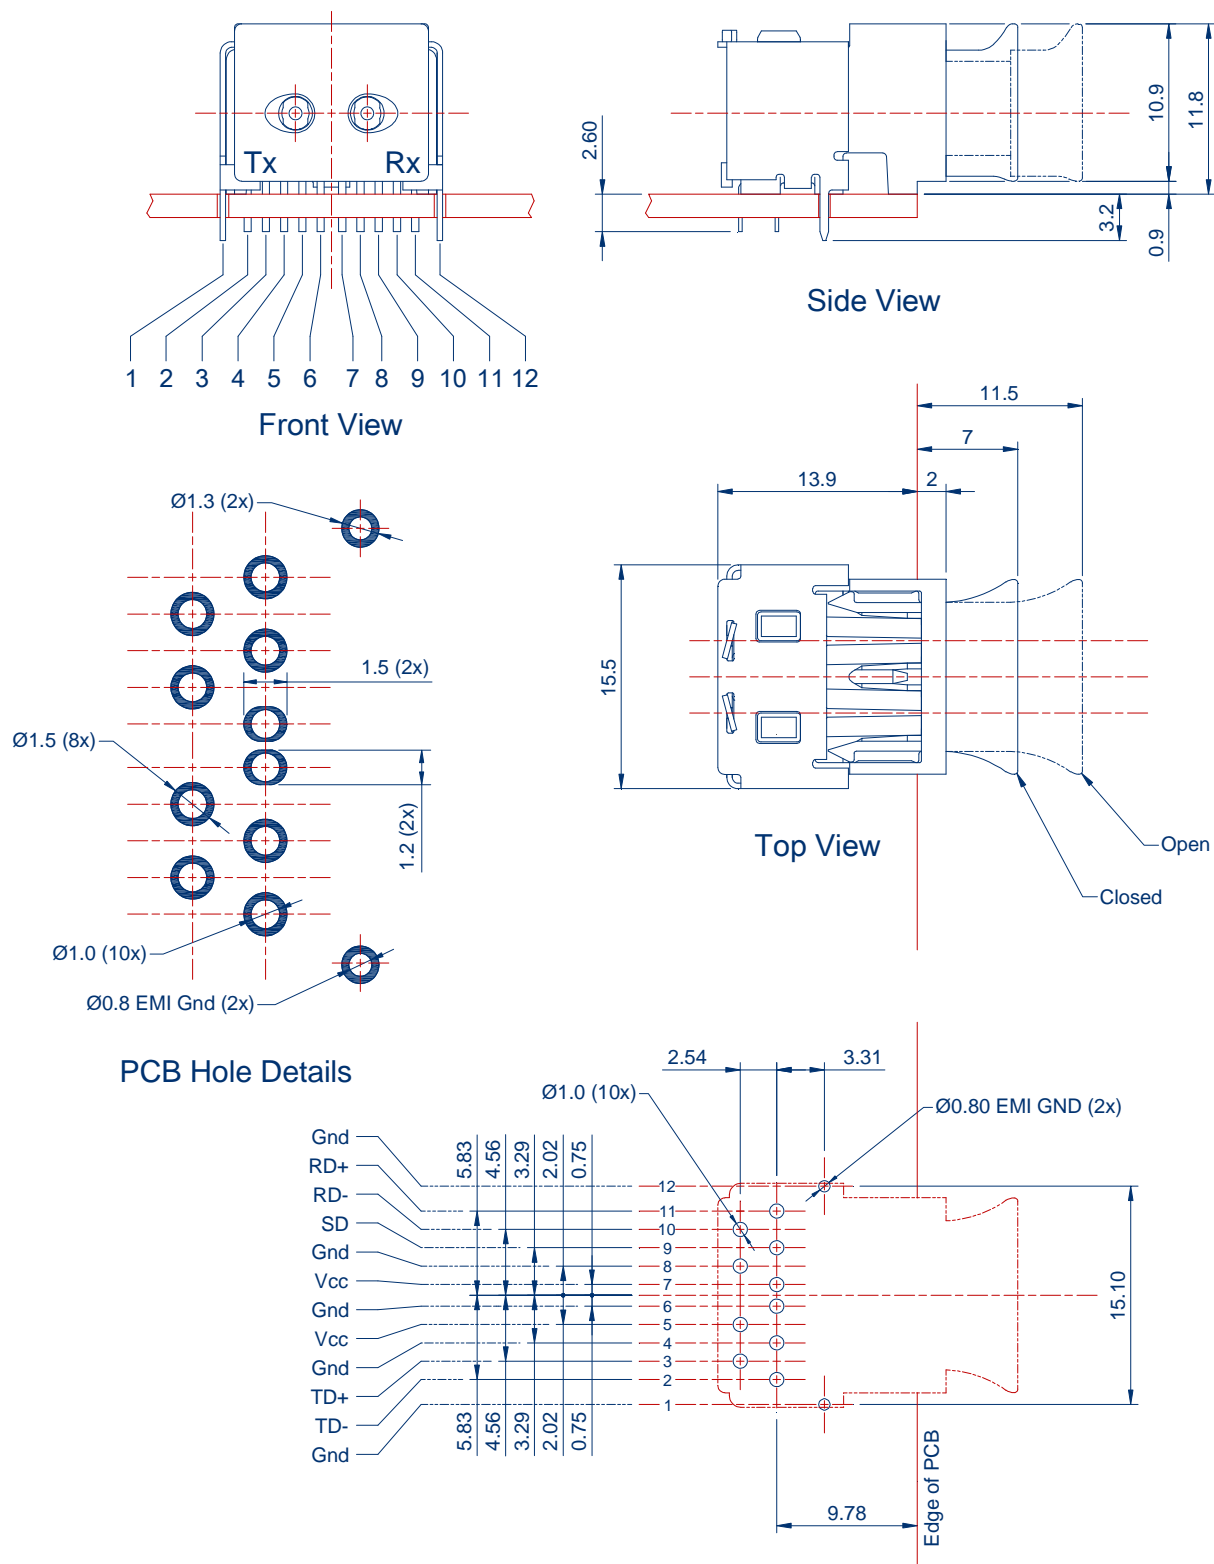 Tx
Rx
1 2 3 4 5 6 7 8 9 10 11 12
Front View
2.60
10.9
11.8
3.2
0.9
Side View
Ø1.3 (2x)
1.5 (2x)
Ø1.5 (8x)
1.2 (2x)
Ø1.0 (10x)
Ø0.8 EMI Gnd (2x)
PCB Hole Details
11.5
7
13.9
2
15.5
Top View
Open
Closed
2.54
3.31
Ø1.0 (10x)
Ø0.80 EMI GND (2x)
Gnd
RD+
RD-
SD
Gnd
Vcc
Gnd
Vcc
Gnd
TD+
TD-
Gnd
5.83
4.56
3.29
2.02
0.75
5.83
4.56
3.29
2.02
0.75
12
11
10
9
8
7
6
5
4
3
2
1
15.10
9.78
Edge of PCB